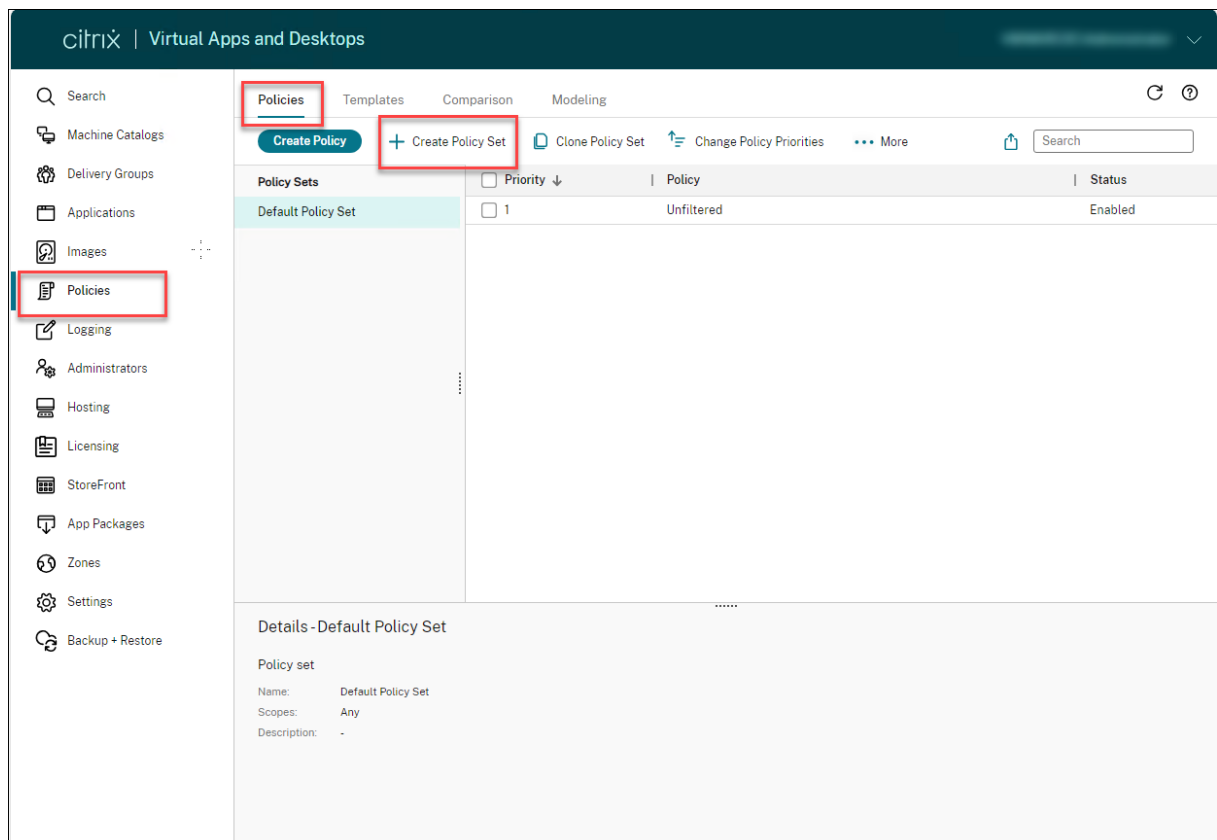 citrix | Virtual Apps and Desktops
Search
Machine Catalogs
Delivery Groups
Applications
Images
Policies
Logging
Administrators
Hosting
Licensing
StoreFront
App Packages
Zones
Settings
Backup + Restore
Policies Templates Comparison Modeling
Create Policy + Create Policy Set Clone Policy Set Change Policy Priorities ••• More Search
Policy Sets
Default Policy Set
Priority ↓ | Policy | Status
1 Unfiltered Enabled
Details - Default Policy Set
Policy set
Name: Default Policy Set
Scopes: Any
Description: -